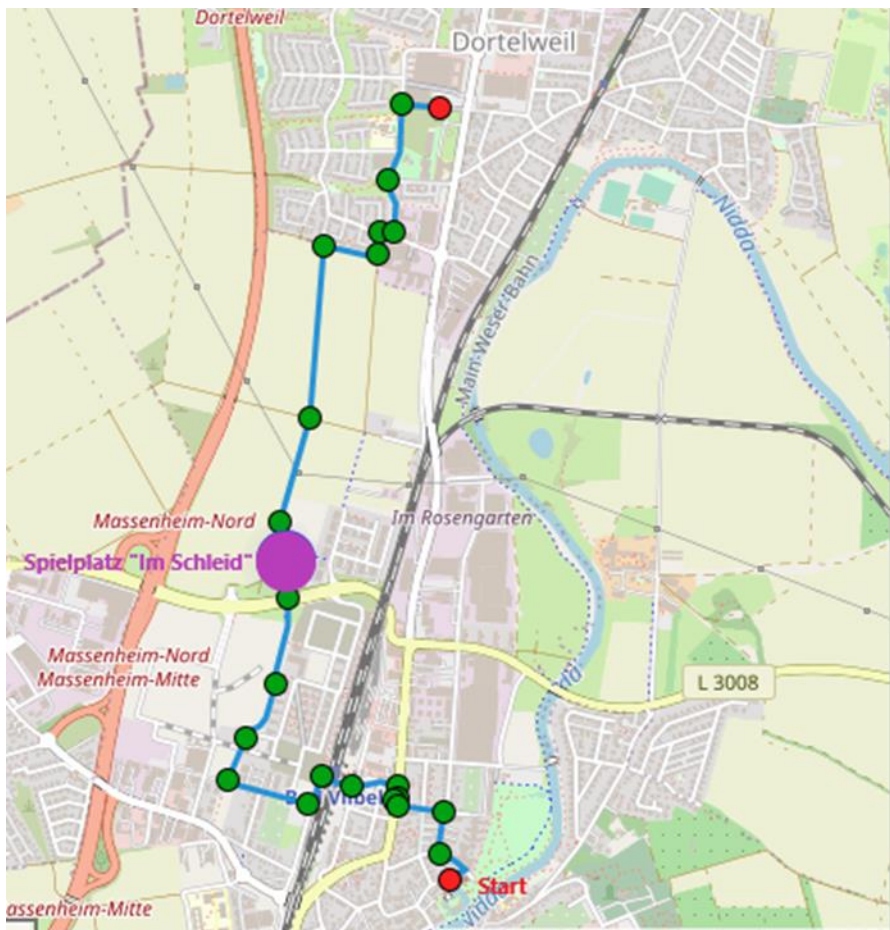 Dortelweil
Dortelweil
Nidda
Main-Weser-Bahn
Massenheim-Nord
Im Rosengarten
Spielplatz "Im Schleid"
Massenheim-Nord
Massenheim-Mitte
L 3008
Start
assenheim-Mitte